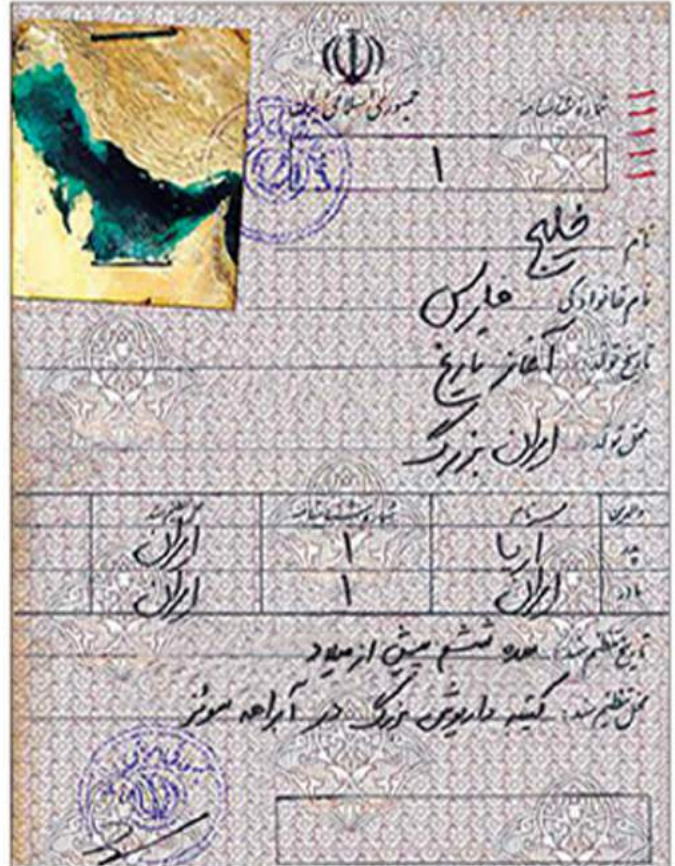 جمهوری اسلامی ایران
شماره شناسنامه
۱۱۱۱۱
۱
نام خلیج
نام خانوادگی فارس
تاریخ تولد: آغاز تاریخ
محل تولد: ایران بزرگ
والدین نام شماره شناسنامه
پدر آریا ۱ ایران
مادر ایران ۱ ایران
تاریخ تنظیم سند: سده ششم پیش از میلاد
محل تنظیم سند: کتیبه داریوش بزرگ در آبراهه سوئز